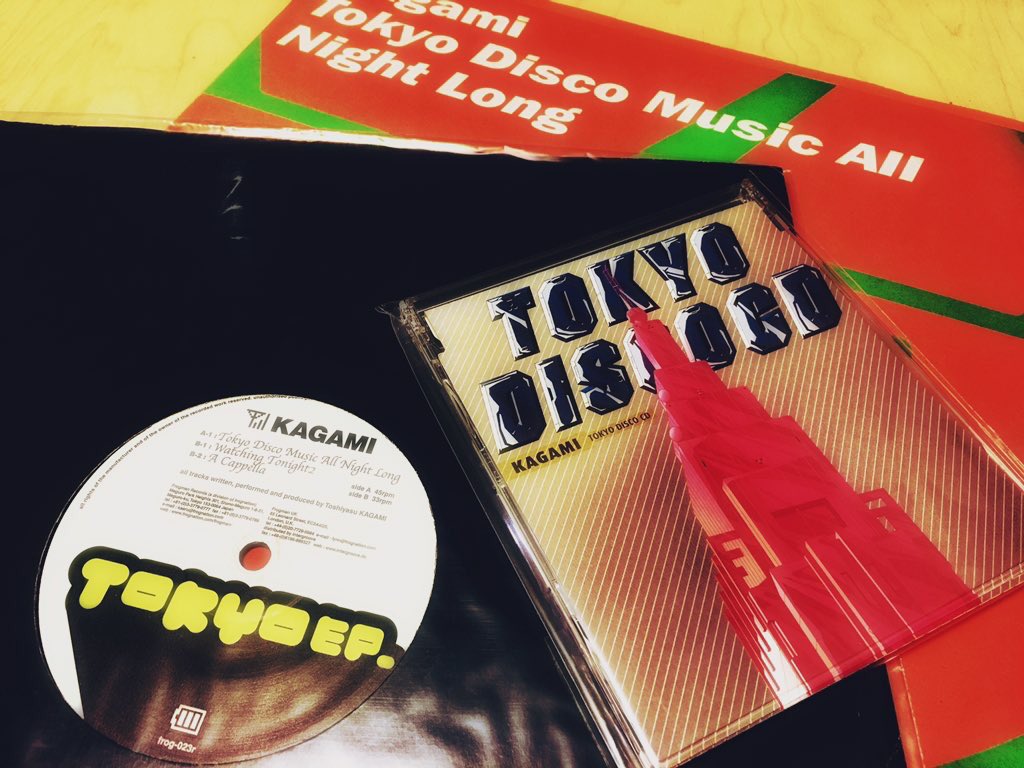 Kagami
Tokyo Disco Music All
Night Long
TOKYO
DISCOCD
KAGAMI TOKYO DISCO CD
KAGAMI
A-1 : Tokyo Disco Music All Night Long
B-1 : Watching Tonight2
B-2 : A Cappella
side A 45rpm
side B 33rpm
all tracks written, performed and produced by Toshiyasu KAGAMI
TOKYO EP.
frog-023r